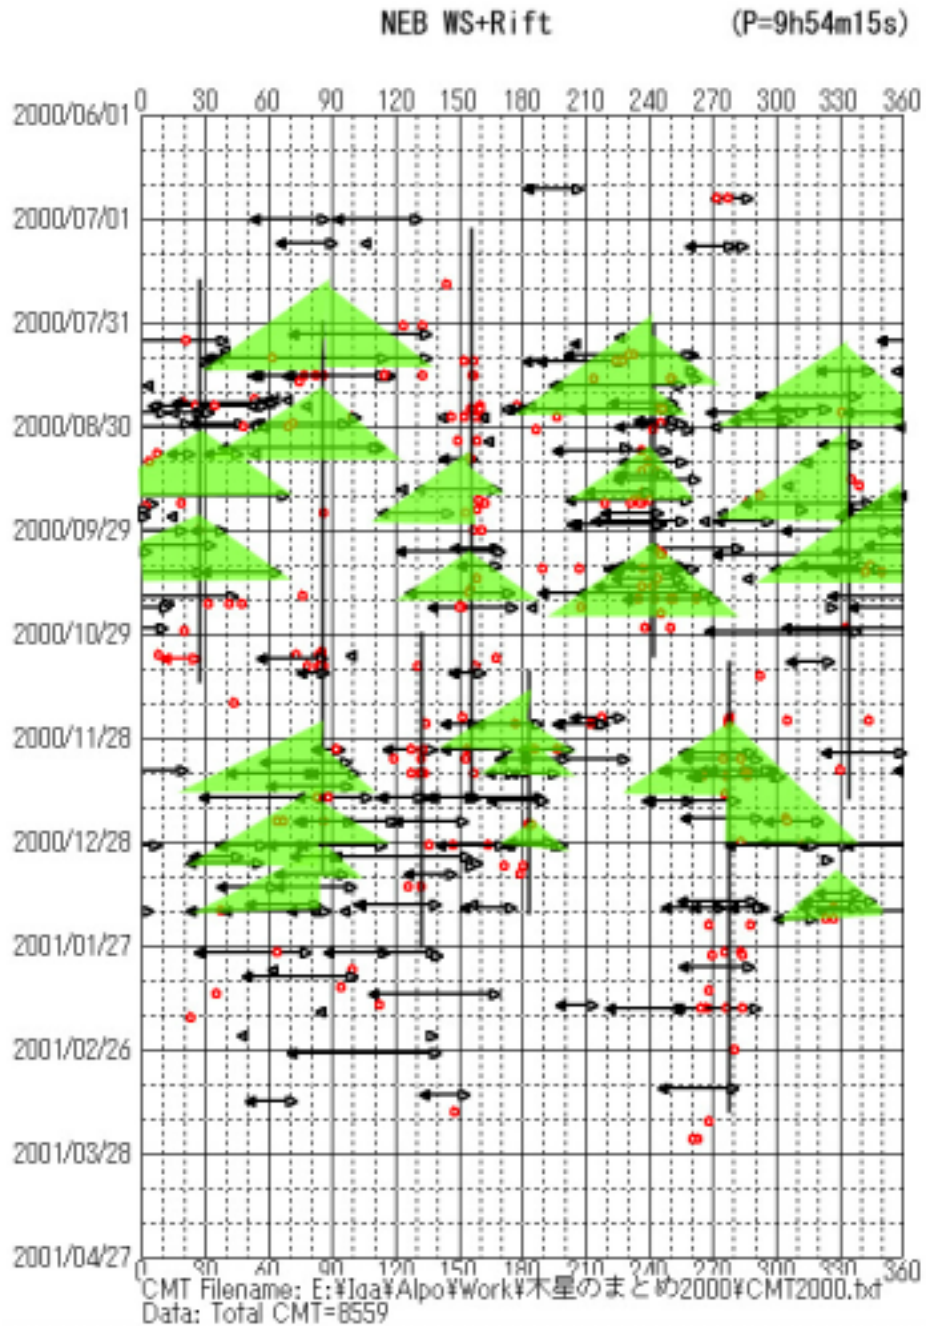 NEB WS+Rift (P=9h54m15s)
0 30 60 90 120 150 180 210 240 270 300 330 360
2000/06/01
2000/07/01
2000/07/31
2000/08/30
2000/09/29
2000/10/29
2000/11/28
2000/12/28
2001/01/27
2001/02/26
2001/03/28
2001/04/27
0 30 60 90 120 150 180 210 240 270 300 330 360
CMT Filename: E:¥Iga¥Alpo¥Work¥木星のまとめ2000¥CMT2000.txt
Data: Total CMT=8559